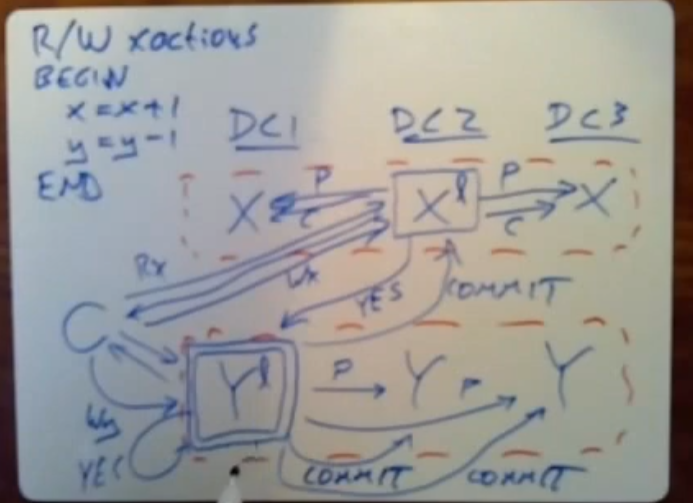 R/W xactions
BEGIN
x = x+1
y = y-1
END
DC1 DC2 DC3
X P C X l P C X
Rx
Wx
YES COMMIT
C
Y l P Y P Y
Wy
YES
COMMIT COMMIT